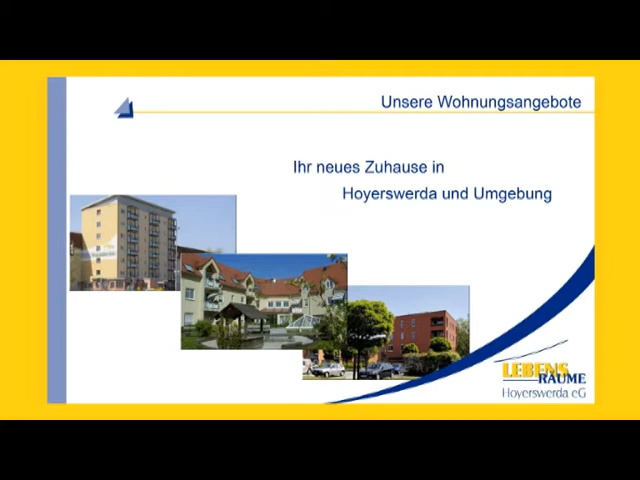 Unsere Wohnungsangebote
Ihr neues Zuhause in
Hoyerswerda und Umgebung
LEBENS
RÄUME
Hoyerswerda eG